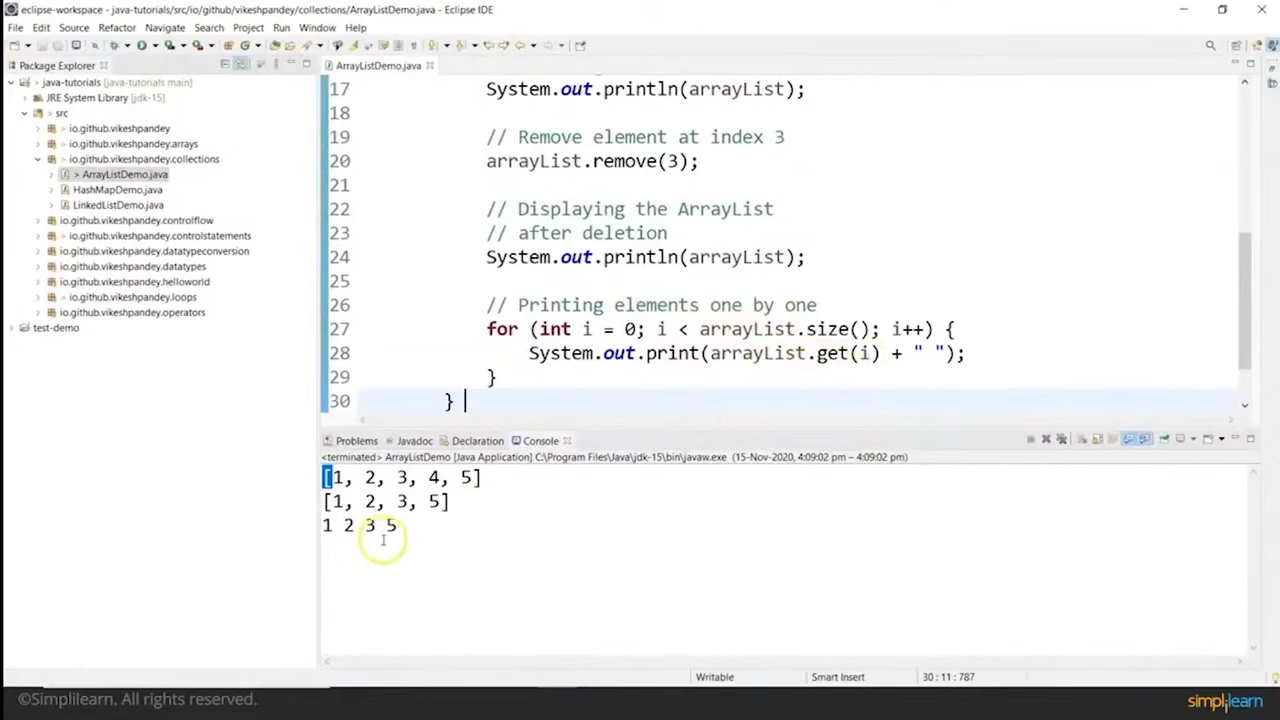 eclipse-workspace - java-tutorials/src/io/github/vikeshpandey/collections/ArrayListDemo.java - Eclipse IDE
File Edit Source Refactor Navigate Search Project Run Window Help
Package Explorer
java-tutorials [java-tutorials main]
JRE System Library [jdk-15]
> src
io.github.vikeshpandey
> io.github.vikeshpandey.arrays
> io.github.vikeshpandey.collections
> ArrayListDemo.java
HashMapDemo.java
LinkedListDemo.java
io.github.vikeshpandey.controlflow
> io.github.vikeshpandey.controlstatements
io.github.vikeshpandey.datatypeconversion
io.github.vikeshpandey.datatypes
io.github.vikeshpandey.helloworld
> io.github.vikeshpandey.loops
io.github.vikeshpandey.operators
test-demo
ArrayListDemo.java
17 System.out.println(arrayList);
18
19 // Remove element at index 3
20 arrayList.remove(3);
21
22 // Displaying the ArrayList
23 // after deletion
24 System.out.println(arrayList);
25
26 // Printing elements one by one
27 for (int i = 0; i < arrayList.size(); i++) {
28 System.out.print(arrayList.get(i) + " ");
29 }
30 }
Problems Javadoc Declaration Console
<terminated> ArrayListDemo [Java Application] C:\Program Files\Java\jdk-15\bin\javaw.exe (15-Nov-2020, 4:09:02 pm – 4:09:02 pm)
[1, 2, 3, 4, 5]
[1, 2, 3, 5]
1 2 3 5
Writable Smart Insert 30 : 11 : 787
©Simplilearn. All rights reserved.
simplilearn